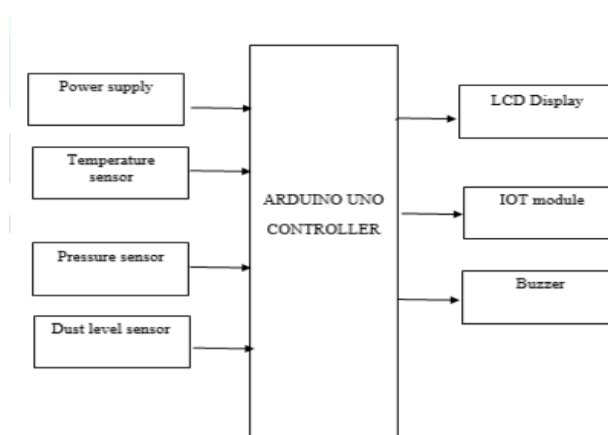 Power supply
Temperature
sensor
Pressure sensor
Dust level sensor
ARDUINO UNO
CONTROLLER
LCD Display
IOT module
Buzzer